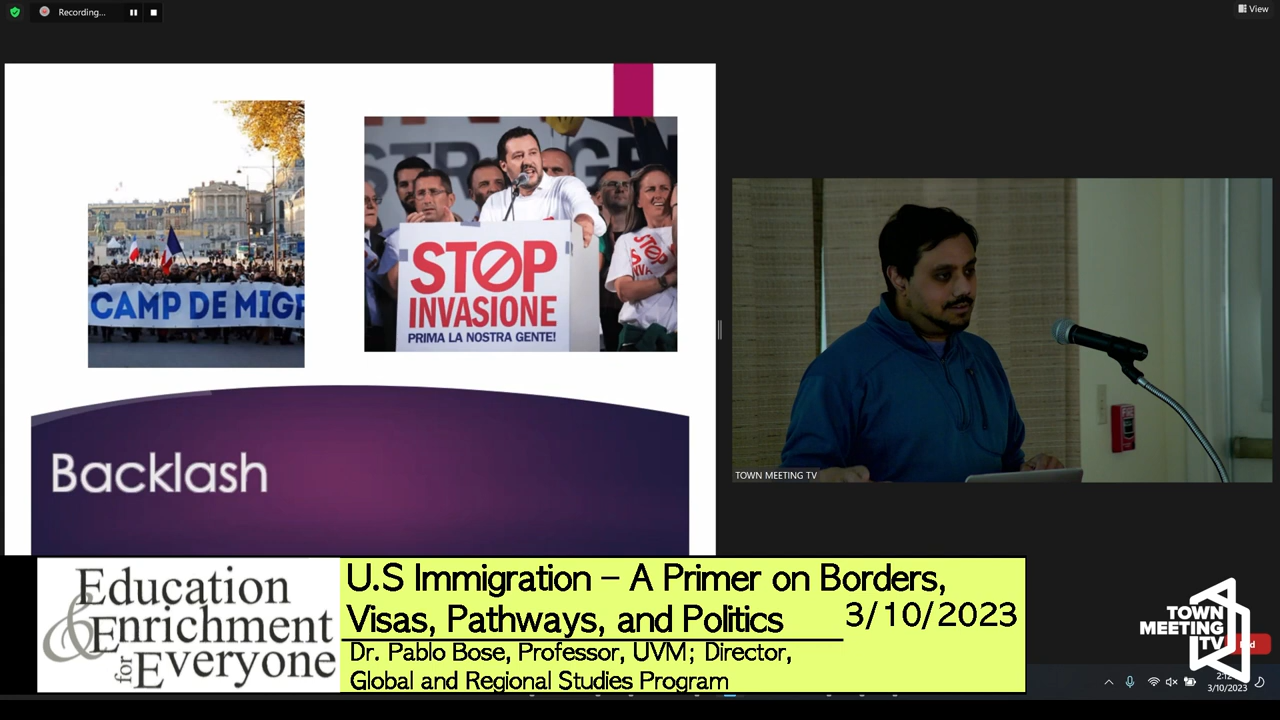 Recording...
View
CAMP DE MIGR
STOP
INVASIONE
PRIMA LA NOSTRA GENTE!
STOP
Backlash
TOWN MEETING TV
FIRE
Education
& Enrichment
for Everyone
U.S Immigration – A Primer on Borders,
Visas, Pathways, and Politics
3/10/2023
Dr. Pablo Bose, Professor, UVM; Director,
Global and Regional Studies Program
TOWN
MEETING
TV
3/10/2023